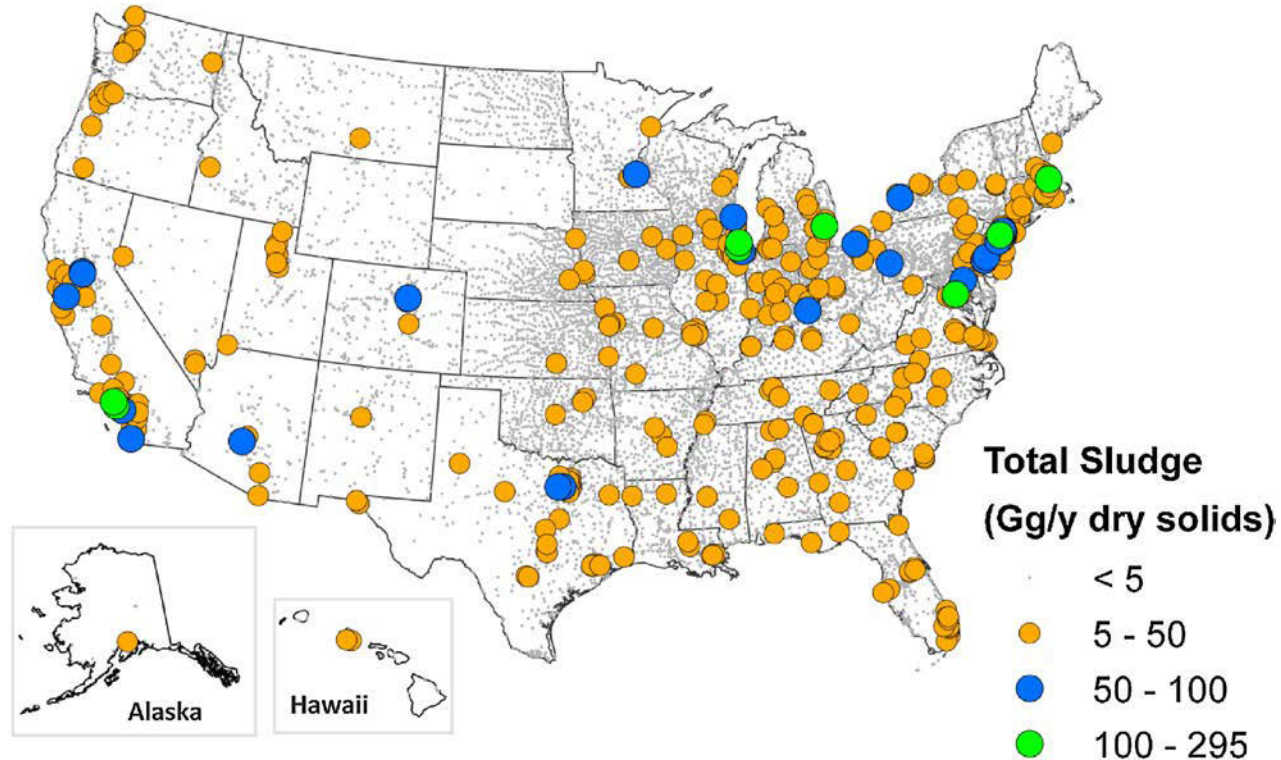 Total Sludge
(Gg/y dry solids)
< 5
5 - 50
50 - 100
100 - 295
Alaska
Hawaii